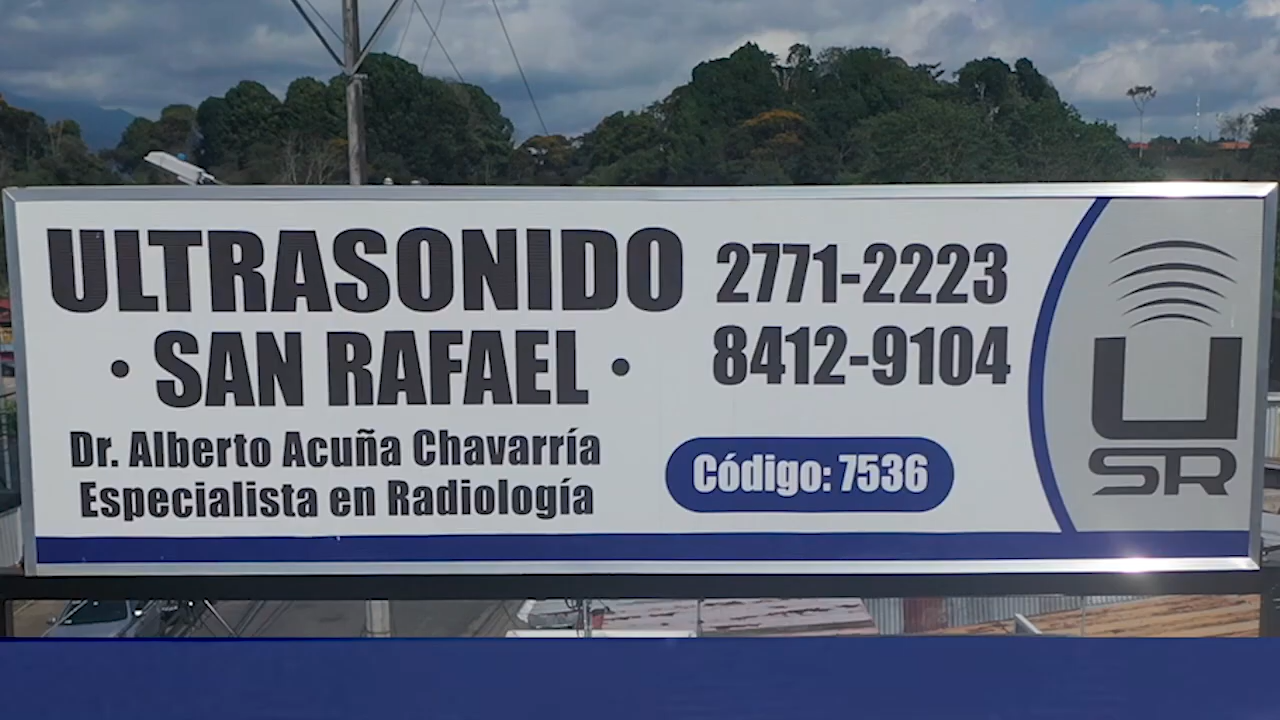 ULTRASONIDO
· SAN RAFAEL ·
Dr. Alberto Acuña Chavarría
Especialista en Radiología
2771-2223
8412-9104
Código: 7536
U
SR